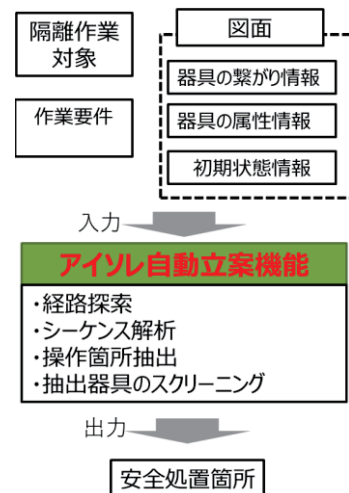 隔離作業
対象
図面
器具の繋がり情報
作業要件
器具の属性情報
初期状態情報
入力
アイソレ自動立案機能
・経路探索
・シーケンス解析
・操作箇所抽出
・抽出器具のスクリーニング
出力
安全処置箇所